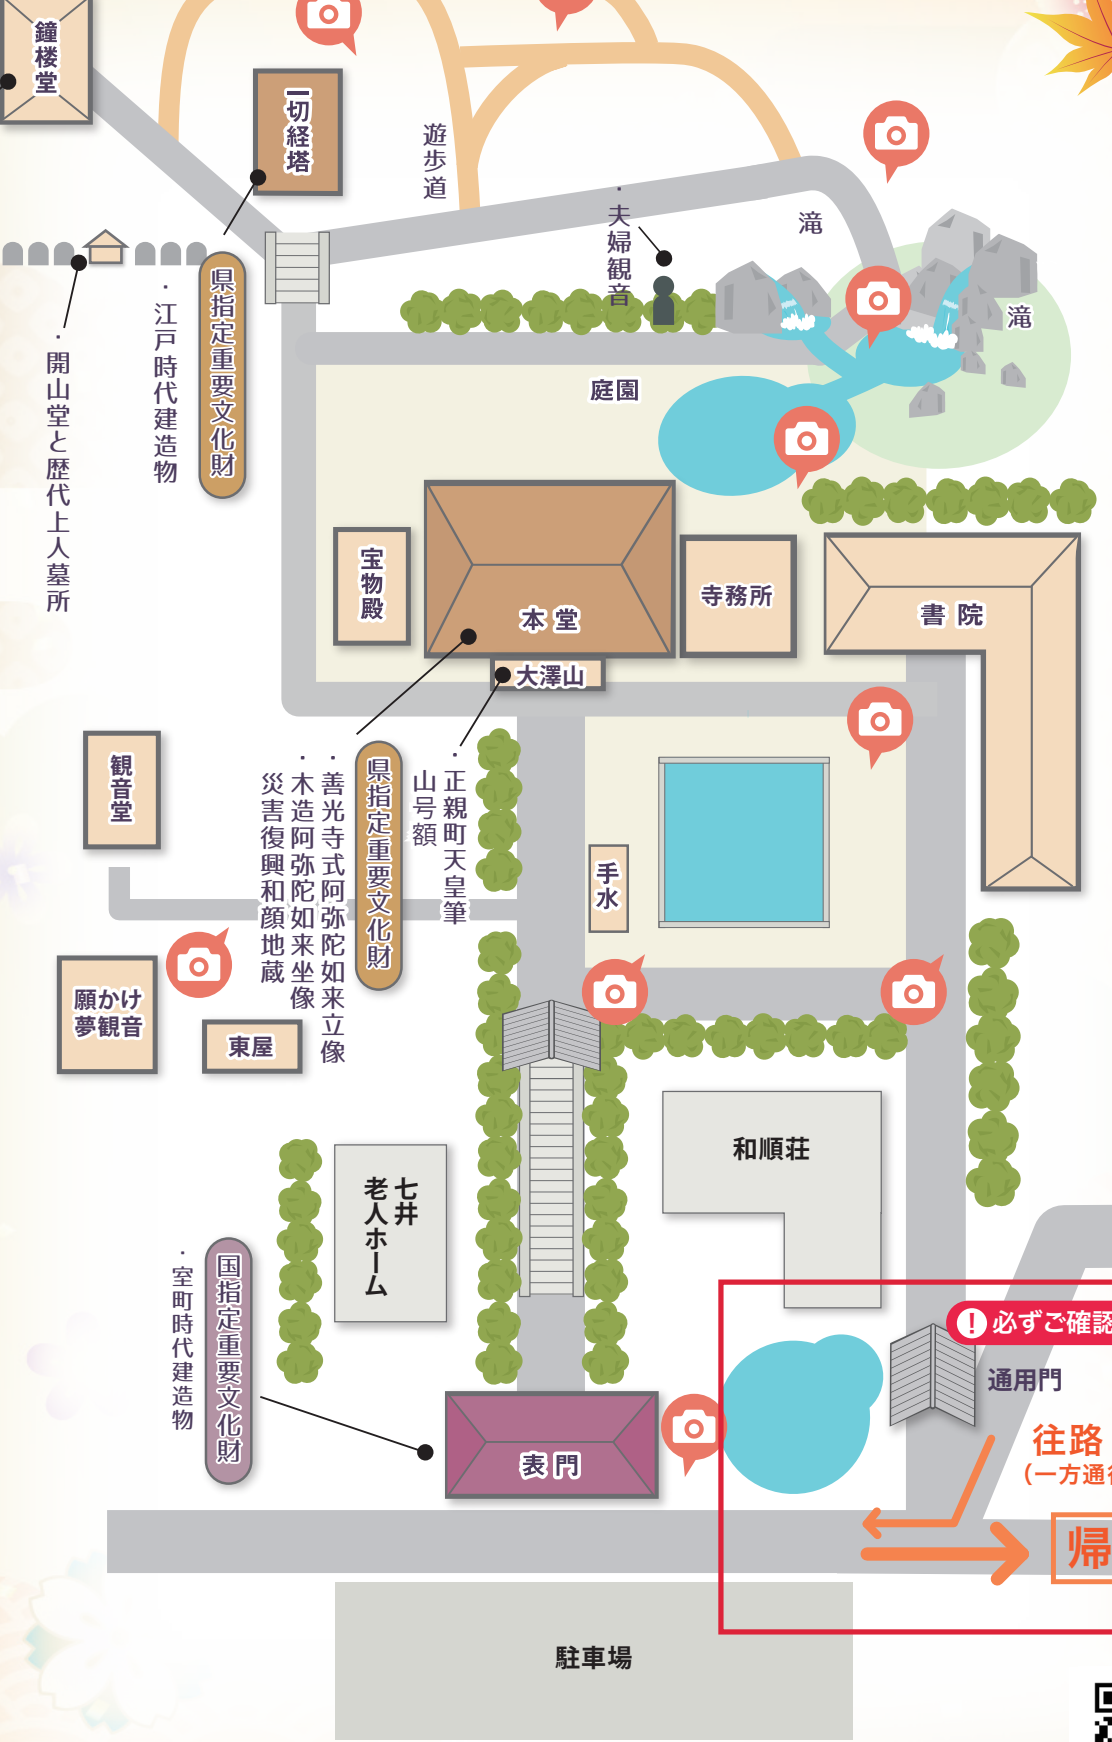 鐘楼堂
一切経塔
遊歩道
・夫婦観音
滝
滝
県指定重要文化財
・江戸時代建造物
・開山堂と歴代上人墓所
庭園
宝物殿
本堂
寺務所
書院
大澤山
・正親町天皇筆
山号額
県指定重要文化財
・善光寺式阿弥陀如来立像
・木造阿弥陀如来坐像
災害復興和顔地蔵
観音堂
手水
願かけ
夢観音
東屋
和順荘
七井
老人ホーム
国指定重要文化財
・室町時代建造物
表門
! 必ずご確認
通用門
往路
（一方通行
帰
駐車場